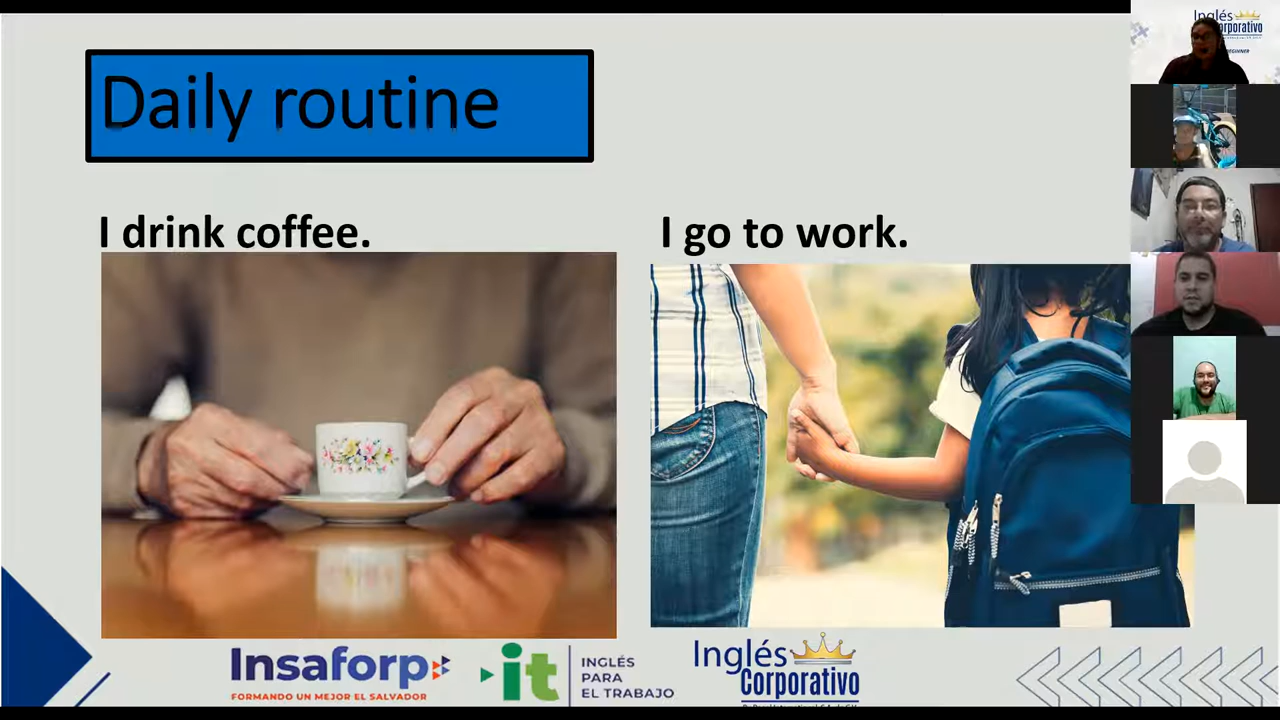 Daily routine
I drink coffee.
I go to work.
Insaforp
FORMANDO UN MEJOR EL SALVADOR
it
INGLÉS
PARA
EL TRABAJO
Inglés
Corporativo
Inglés